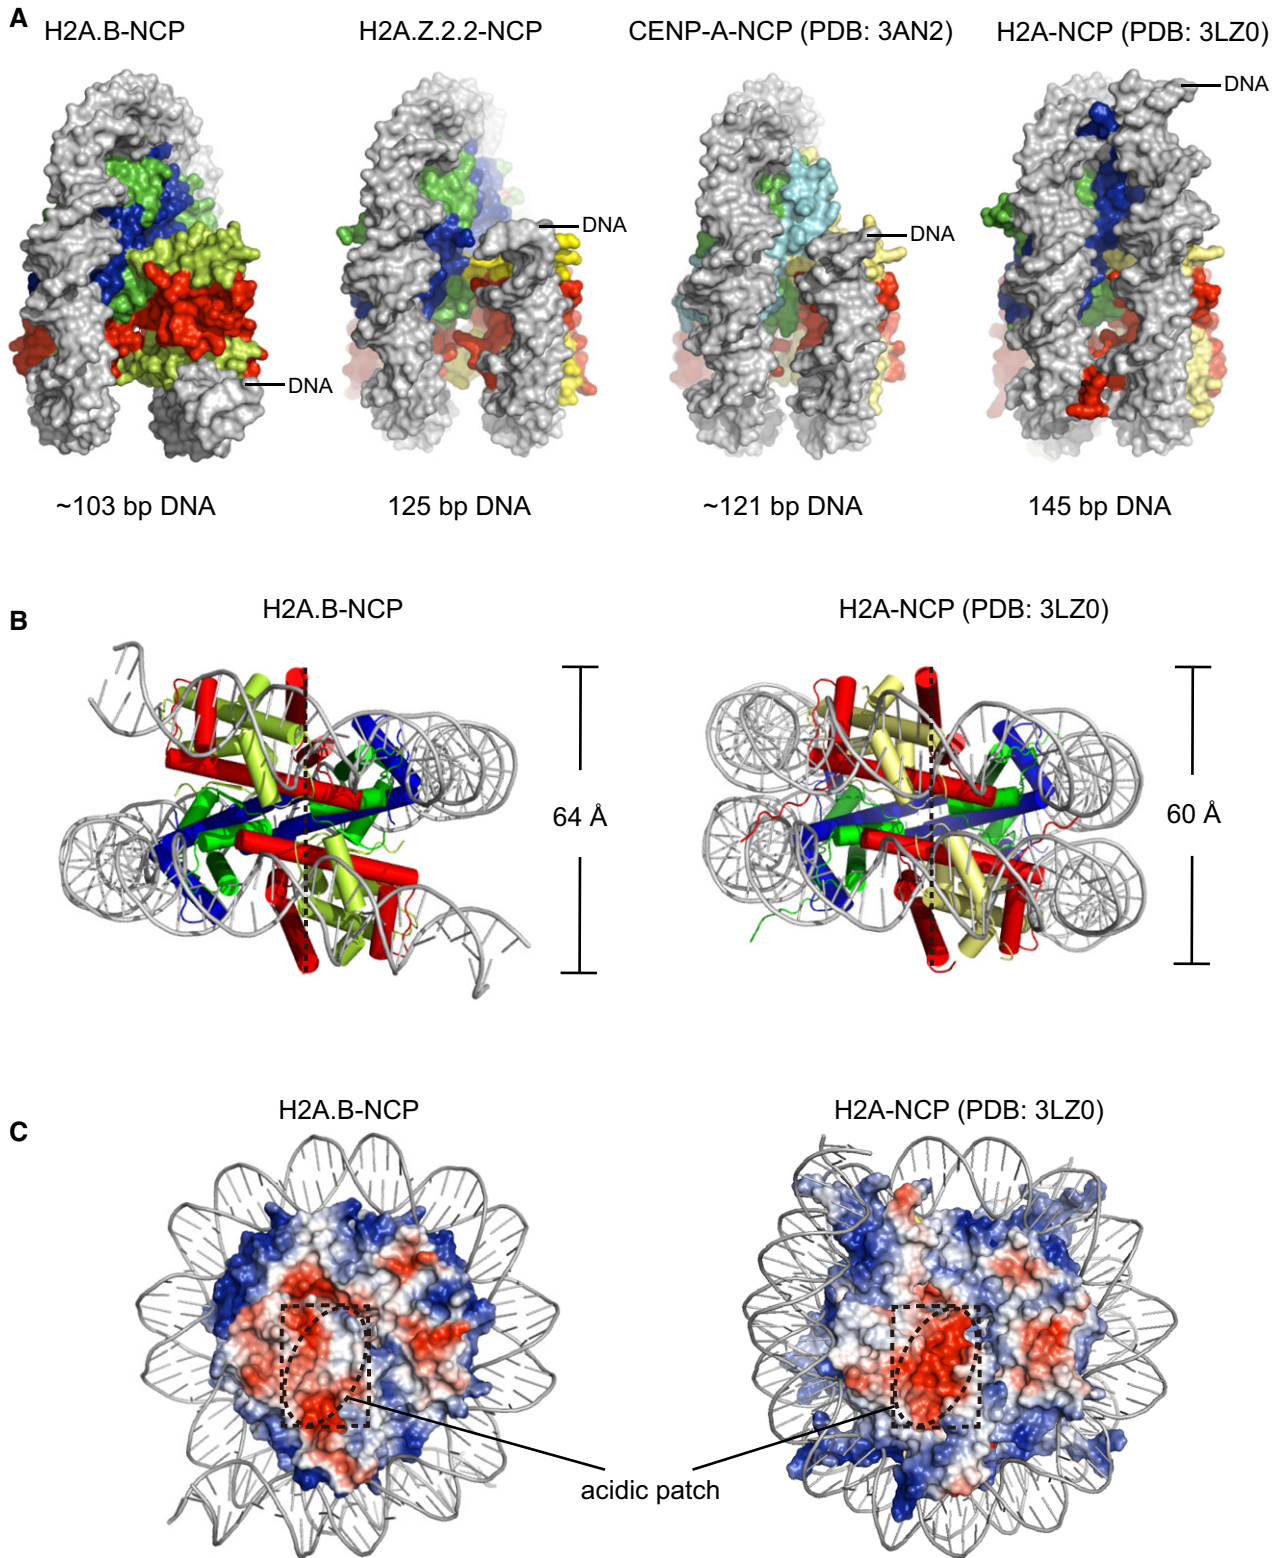 A
H2A.B-NCP
H2A.Z.2.2-NCP
CENP-A-NCP (PDB: 3AN2)
H2A-NCP (PDB: 3LZ0)
DNA
DNA
DNA
DNA
~103 bp DNA
125 bp DNA
~121 bp DNA
145 bp DNA
B
H2A.B-NCP
H2A-NCP (PDB: 3LZ0)
64 Å
60 Å
C
H2A.B-NCP
H2A-NCP (PDB: 3LZ0)
acidic patch